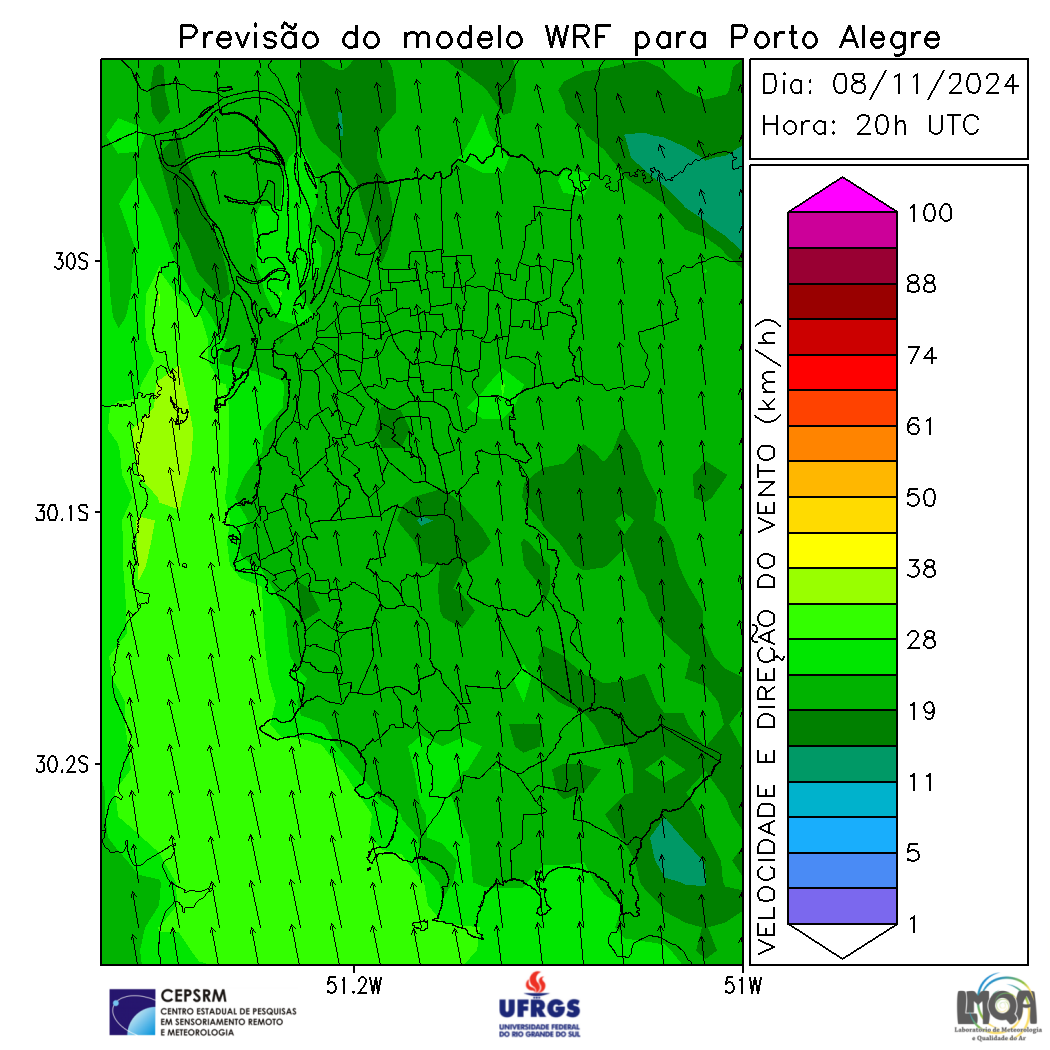 Previsão do modelo WRF para Porto Alegre
Dia: 08/11/2024
Hora: 20h UTC
30S
30.1S
30.2S
51.2W
51W
VELOCIDADE E DIREÇÃO DO VENTO (km/h)
100
88
74
61
50
38
28
19
11
5
1
CEPSRM
CENTRO ESTADUAL DE PESQUISAS
EM SENSORIAMENTO REMOTO
E METEOROLOGIA
UFRGS
UNIVERSIDADE FEDERAL
DO RIO GRANDE DO SUL
LMQA
Laboratório de Meteorologia
e Qualidade do Ar